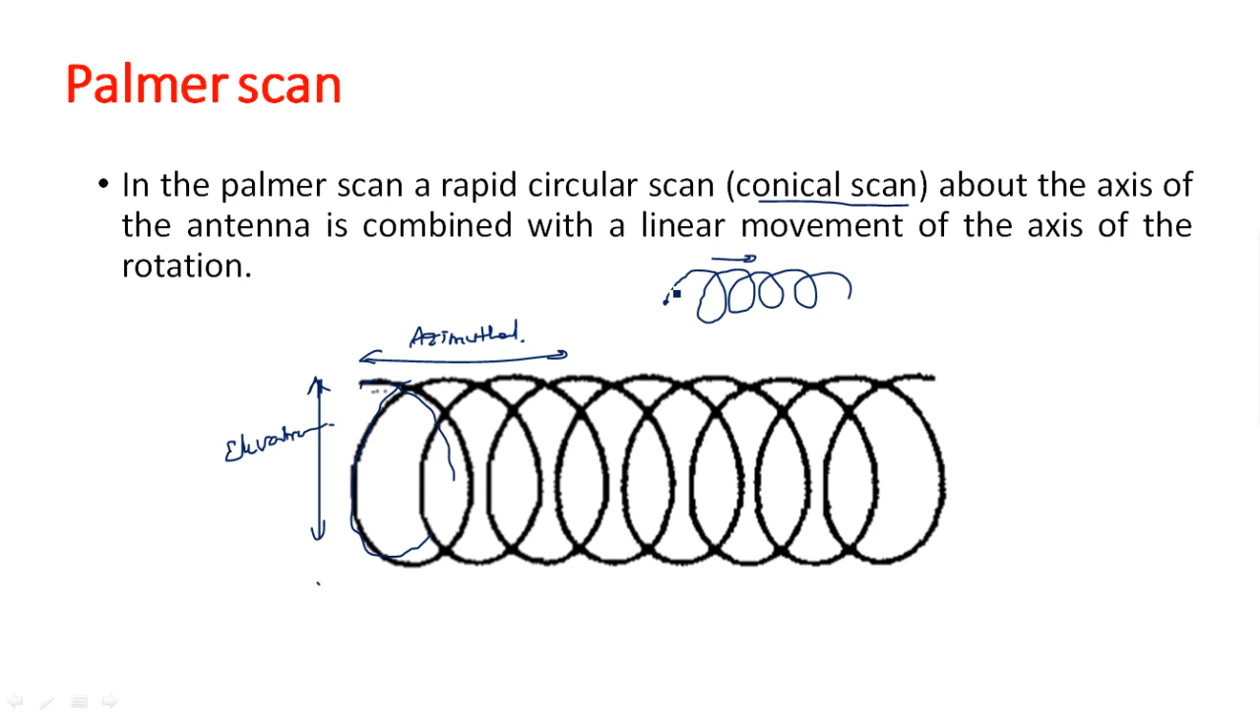 Palmer scan
• In the palmer scan a rapid circular scan (conical scan) about the axis of
the antenna is combined with a linear movement of the axis of the
rotation.
Azimuthal.
Elevation